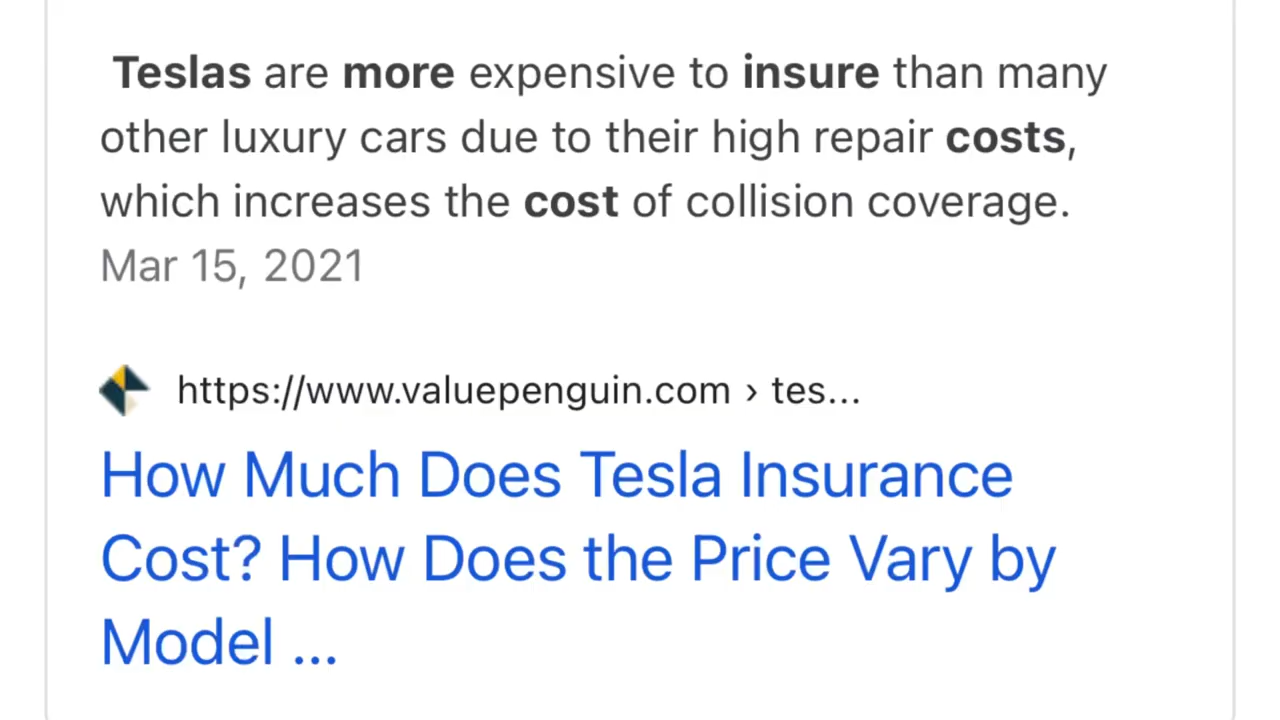 Teslas are more expensive to insure than many
other luxury cars due to their high repair costs,
which increases the cost of collision coverage.
Mar 15, 2021
https://www.valuepenguin.com › tes...
How Much Does Tesla Insurance
Cost? How Does the Price Vary by
Model ...